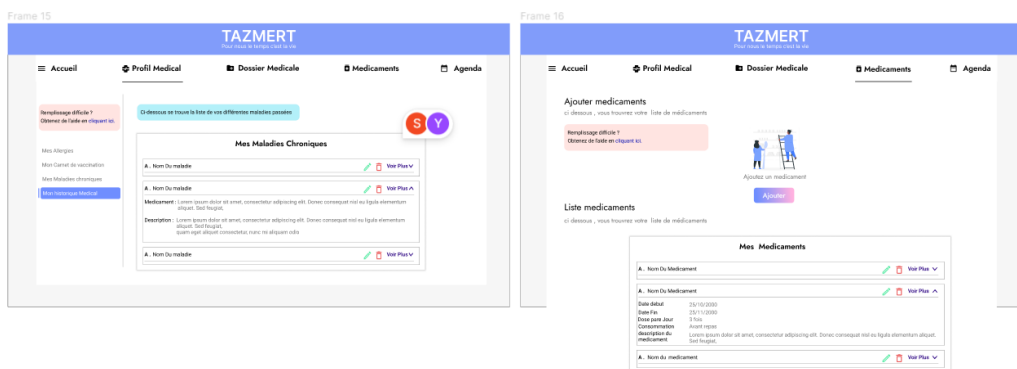 Frame 15
TAZMERT
Pour nous le temps c'est la vie
Accueil
Profil Medical
Dossier Medicale
Medicaments
Agenda
Remplissage difficile ?
Obtenez de l'aide en cliquant ici.
Ci-dessous se trouve la liste de vos différentes maladies passées
S
Y
Mes Allergies
Mon Carnet de vaccination
Mes Maladies chroniques
Mon historique Medical
Mes Maladies Chroniques
A . Nom Du maladie
Voir Plus
A . Nom Du maladie
Voir Plus
Medicament : Lorem ipsum dolor sit amet, consectetur adipiscing elit. Donec consequat nisl eu ligula elementum
aliquet. Sed feugiat,
Description : Lorem ipsum dolor sit amet, consectetur adipiscing elit. Donec consequat nisl eu ligula elementum
aliquet. Sed feugiat,
quam eget aliquet consectetur, nunc mi aliquam odio
A . Nom Du maladie
Voir Plus
Frame 16
TAZMERT
Pour nous le temps c'est la vie
Accueil
Profil Medical
Dossier Medicale
Medicaments
Agenda
Ajouter medicaments
ci dessous , vous trouvrez votre liste de médicaments
Remplissage difficile ?
Obtenez de l'aide en cliquant ici.
Ajoutez un medicament
Ajouter
Liste medicaments
ci dessous , vous trouvrez votre liste de médicaments
Mes Medicaments
A . Nom Du Medicament
Voir Plus
A . Nom Du Medicament
Voir Plus
Date debut 25/10/2000
Date Fin 25/11/2000
Dose pare Jour 3 fois
Consommation Avant repas
description du Lorem ipsum dolor sit amet, consectetur adipiscing elit. Donec consequat nisl eu ligula elementum aliquet.
medicament Sed feugiat,
A . Nom du medicament
Voir Plus